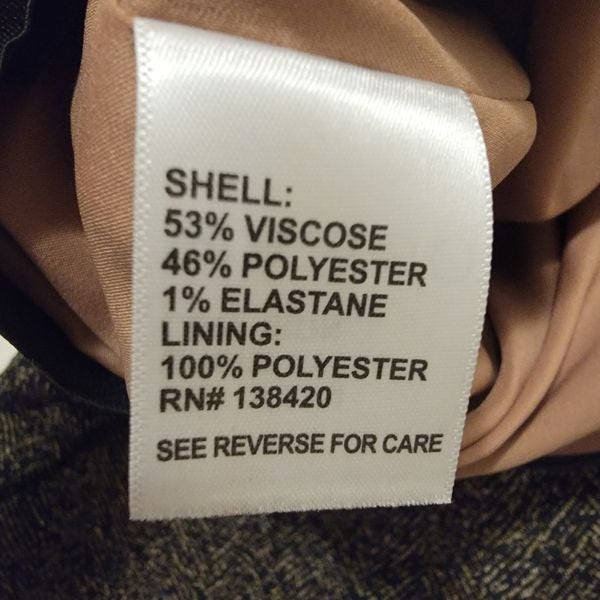 SHELL:
53% VISCOSE
46% POLYESTER
1% ELASTANE
LINING:
100% POLYESTER
RN# 138420
SEE REVERSE FOR CARE